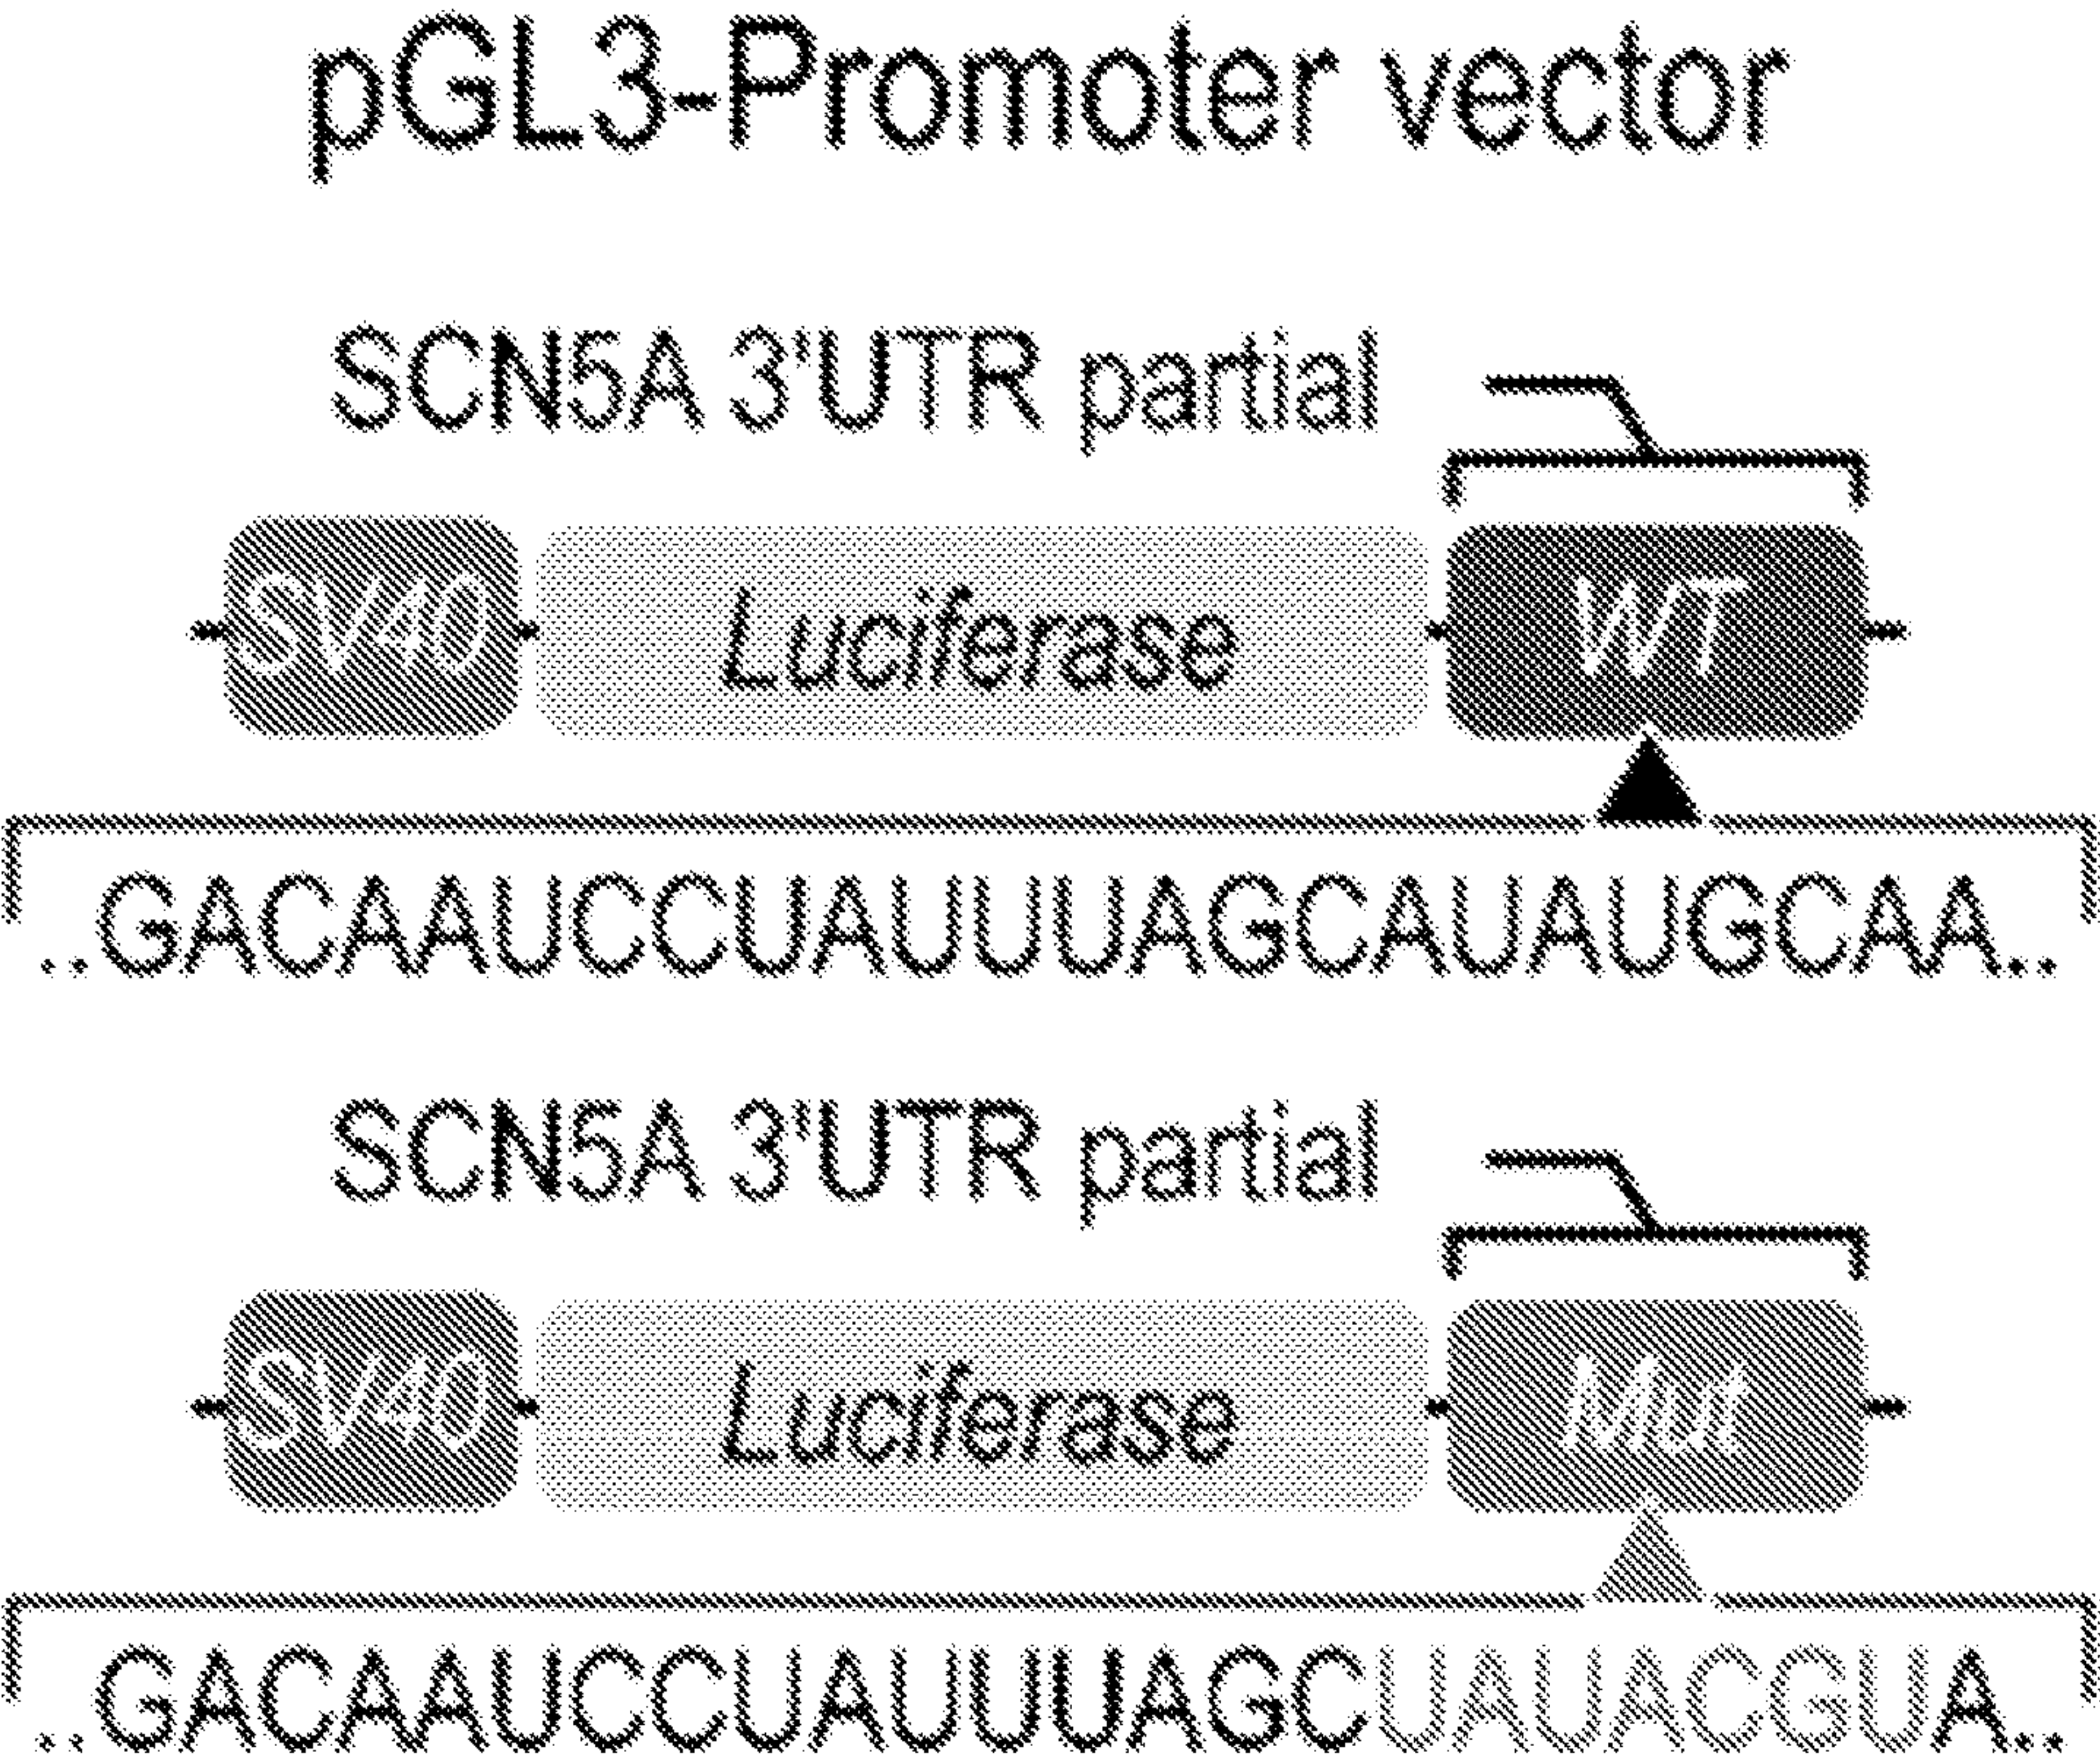 pGL3-Promoter vector
SCN5A 3'UTR partial
SV40 Luciferase WT
..GACAAUCCUAUUUAGCAUAUGCAA..
SCN5A 3'UTR partial
SV40 Luciferase Mut
..GACAAUCCUAUUUAGCUAUACGUA..